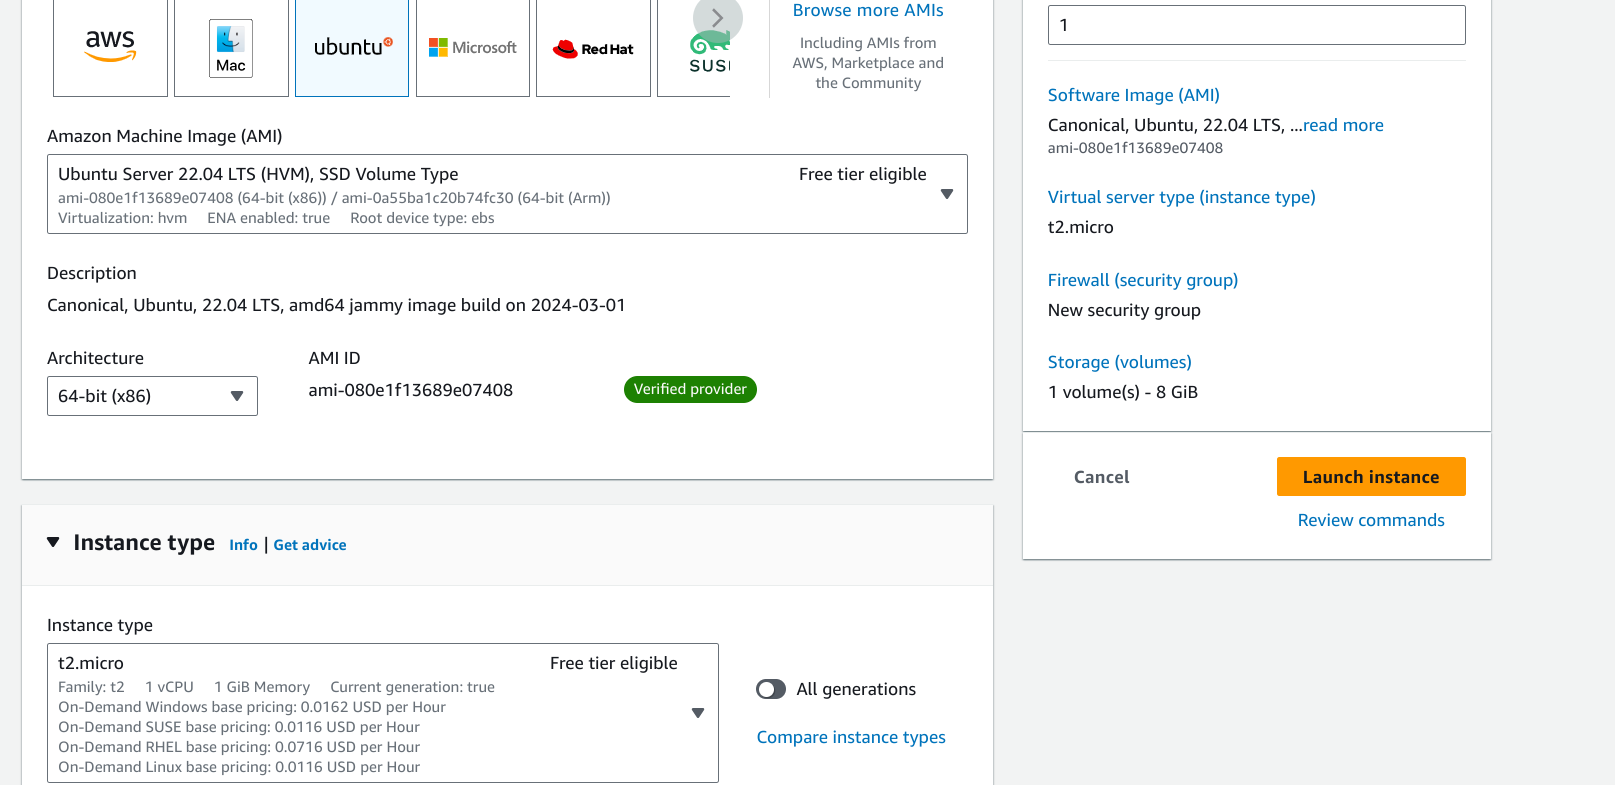 aws
Mac
ubuntu
Microsoft
Red Hat
SUS
Browse more AMIs
Including AMIs from
AWS, Marketplace and
the Community
Amazon Machine Image (AMI)
Ubuntu Server 22.04 LTS (HVM), SSD Volume Type
Free tier eligible
ami-080e1f13689e07408 (64-bit (x86)) / ami-0a55ba1c20b74fc30 (64-bit (Arm))
Virtualization: hvm ENA enabled: true Root device type: ebs
Description
Canonical, Ubuntu, 22.04 LTS, amd64 jammy image build on 2024-03-01
Architecture
64-bit (x86)
AMI ID
ami-080e1f13689e07408
Verified provider
Instance type Info | Get advice
Instance type
t2.micro
Free tier eligible
Family: t2 1 vCPU 1 GiB Memory Current generation: true
On-Demand Windows base pricing: 0.0162 USD per Hour
On-Demand SUSE base pricing: 0.0116 USD per Hour
On-Demand RHEL base pricing: 0.0716 USD per Hour
On-Demand Linux base pricing: 0.0116 USD per Hour
All generations
Compare instance types
1
Software Image (AMI)
Canonical, Ubuntu, 22.04 LTS, ...read more
ami-080e1f13689e07408
Virtual server type (instance type)
t2.micro
Firewall (security group)
New security group
Storage (volumes)
1 volume(s) - 8 GiB
Cancel
Launch instance
Review commands